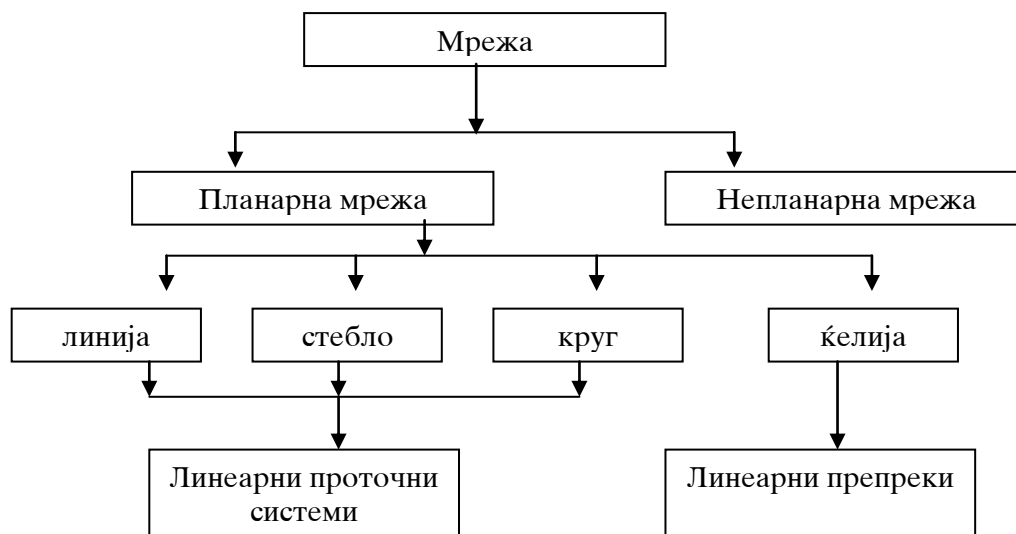 Мрежа
Планарна мрежа
Непланарна мрежа
линија
стебло
круг
ќелија
Линеарни проточни
системи
Линеарни препреки